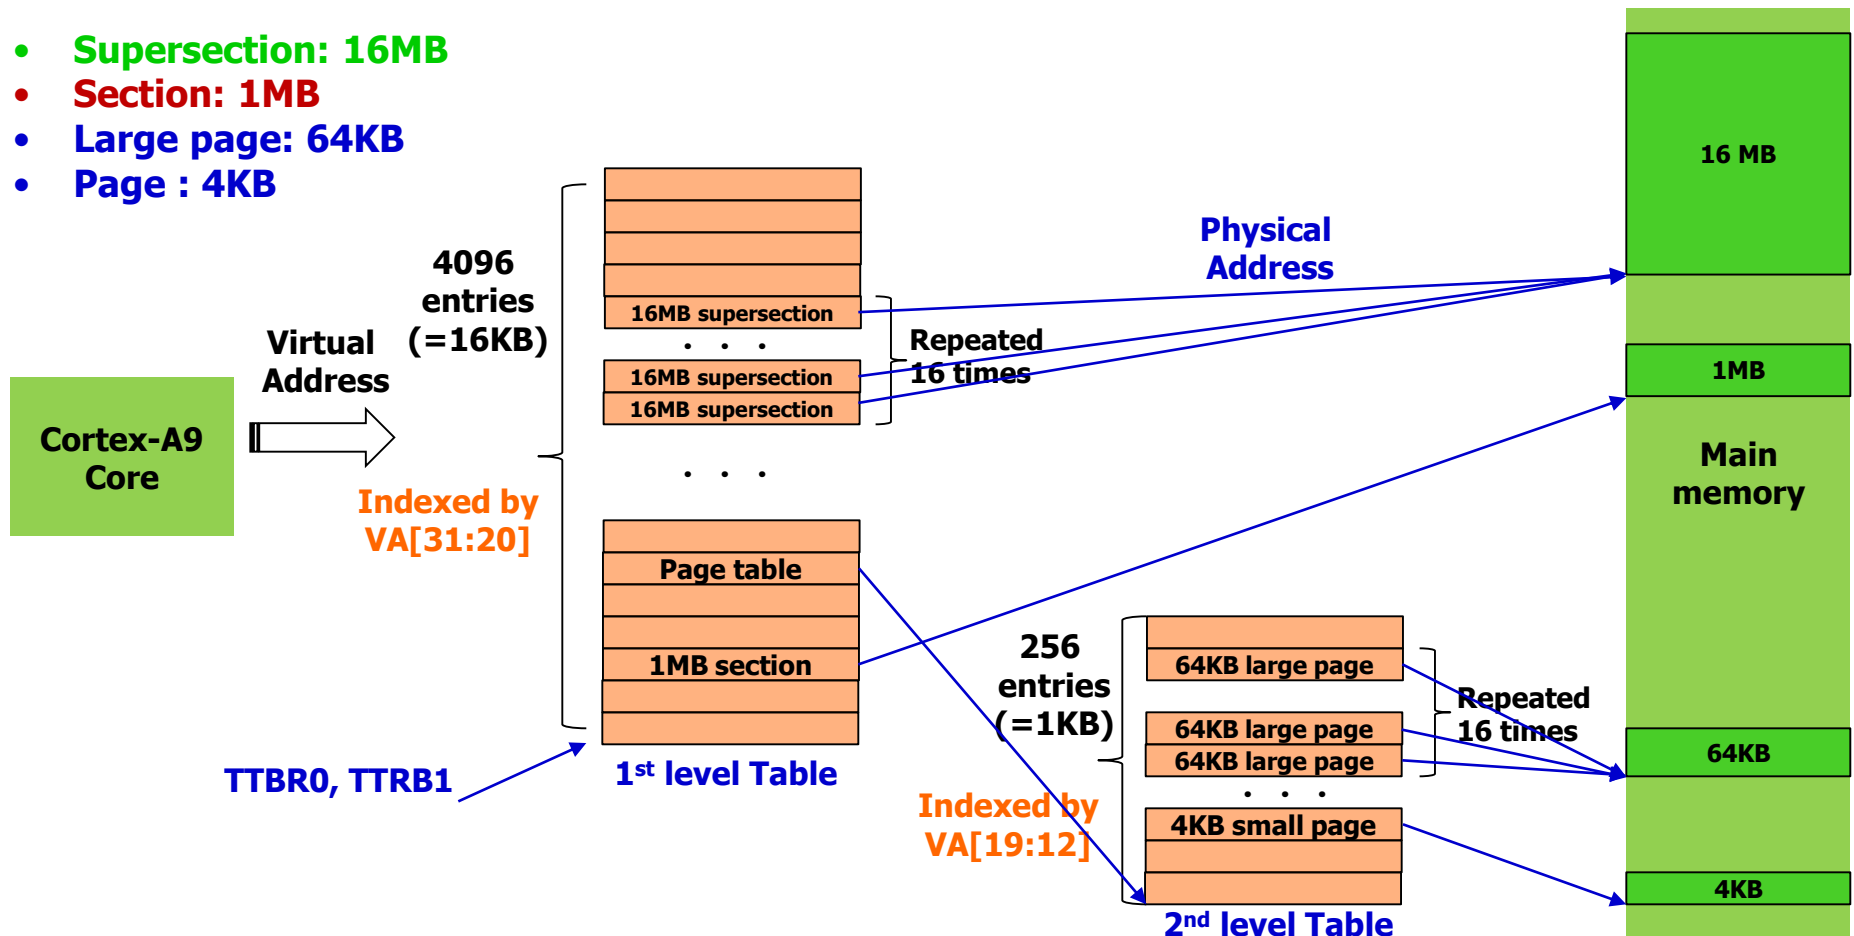 • Supersection: 16MB
• Section: 1MB
• Large page: 64KB
• Page : 4KB
Cortex-A9
Core
Virtual
Address
4096
entries
(=16KB)
Indexed by
VA[31:20]
TTBR0, TTRB1
16MB supersection
. . .
16MB supersection
16MB supersection
. . .
Page table
1MB section
1st level Table
Repeated
16 times
Physical
Address
256
entries
(=1KB)
Indexed by
VA[19:12]
64KB large page
64KB large page
64KB large page
. . .
4KB small page
2nd level Table
Repeated
16 times
16 MB
1MB
Main
memory
64KB
4KB